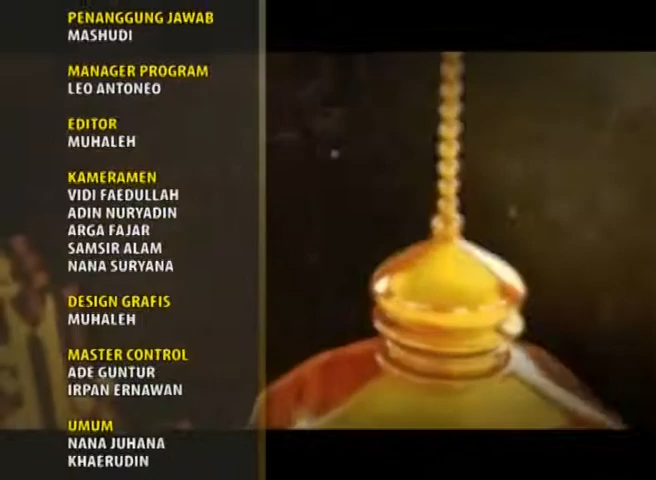 PENANGGUNG JAWAB
MASHUDI
MANAGER PROGRAM
LEO ANTONEO
EDITOR
MUHALEH
KAMERAMEN
VIDI FAEDULLAH
ADIN NURYADIN
ARGA FAJAR
SAMSIR ALAM
NANA SURYANA
DESIGN GRAFIS
MUHALEH
MASTER CONTROL
ADE GUNTUR
IRPAN ERNAWAN
UMUM
NANA JUHANA
KHAERUDIN